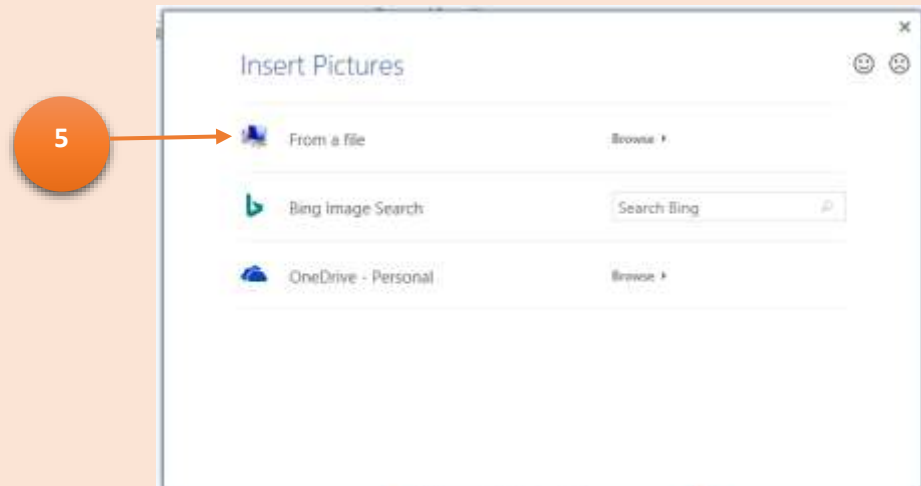 Insert Pictures
5
From a file
Browse
Bing Image Search
Search Bing
OneDrive - Personal
Browse